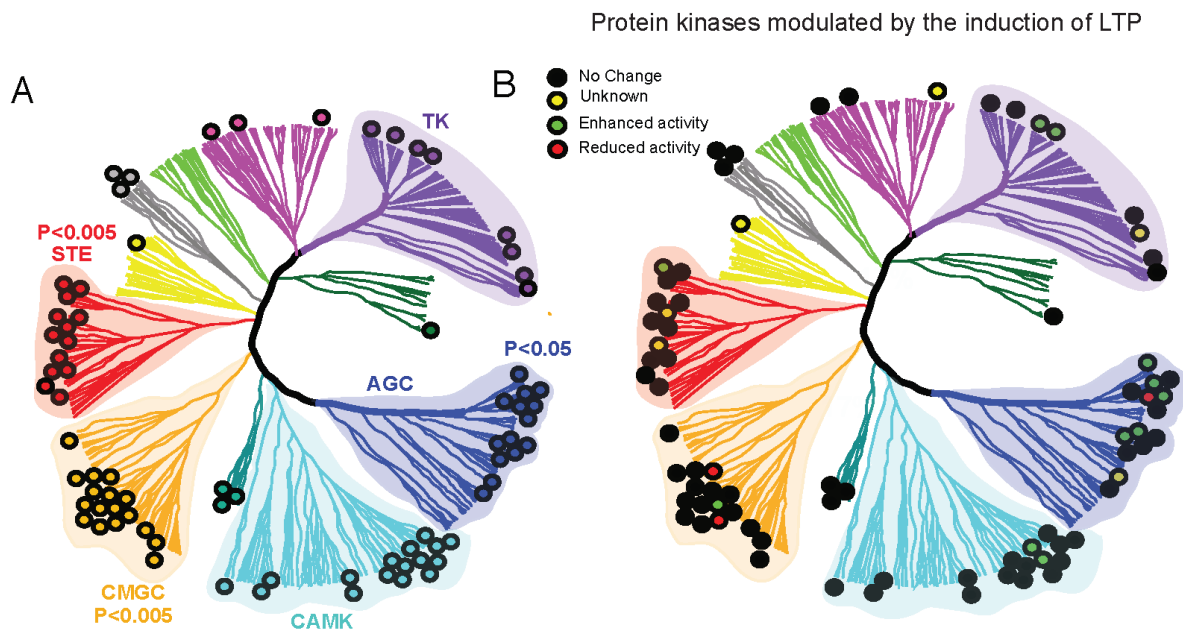 Protein kinases modulated by the induction of LTP
A
B
No Change
Unknown
Enhanced activity
Reduced activity
TK
P<0.005
STE
P<0.05
AGC
CMGC
P<0.005
CAMK